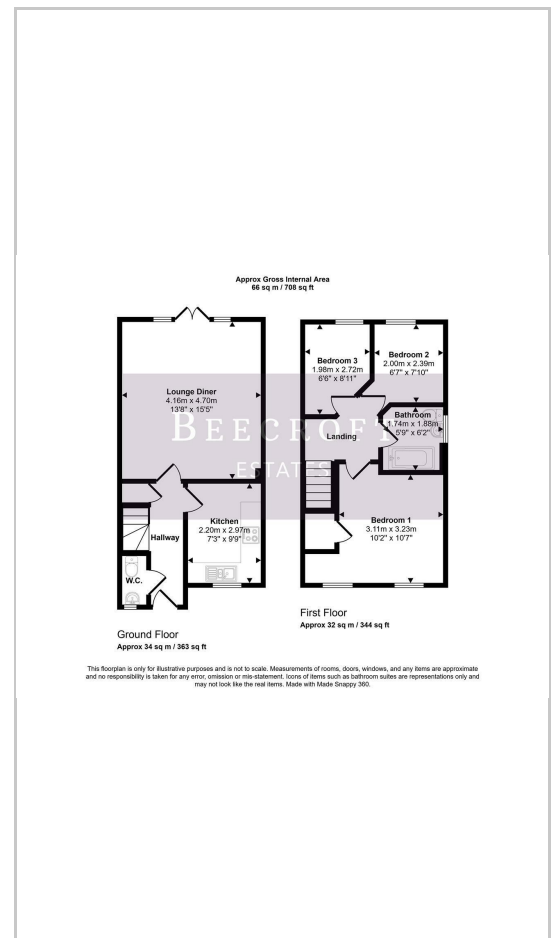 Approx Gross Internal Area
66 sq m / 708 sq ft
Lounge Diner
4.16m x 4.70m
13'8" x 15'5"
Kitchen
2.20m x 2.97m
7'3" x 9'9"
Hallway
W.C.
Ground Floor
Approx 34 sq m / 363 sq ft
Bedroom 3
1.98m x 2.72m
6'6" x 8'11"
Bedroom 2
2.00m x 2.39m
6'7" x 7'10"
Bathroom
1.74m x 1.88m
5'9" x 6'2"
Landing
Bedroom 1
3.11m x 3.23m
10'2" x 10'7"
First Floor
Approx 32 sq m / 344 sq ft
BEECROFT
ESTATES
This floorplan is only for illustrative purposes and is not to scale. Measurements of rooms, doors, windows, and any items are approximate
and no responsibility is taken for any error, omission or mis-statement. Icons of items such as bathroom suites are representations only and
may not look like the real items. Made with Made Snappy 360.